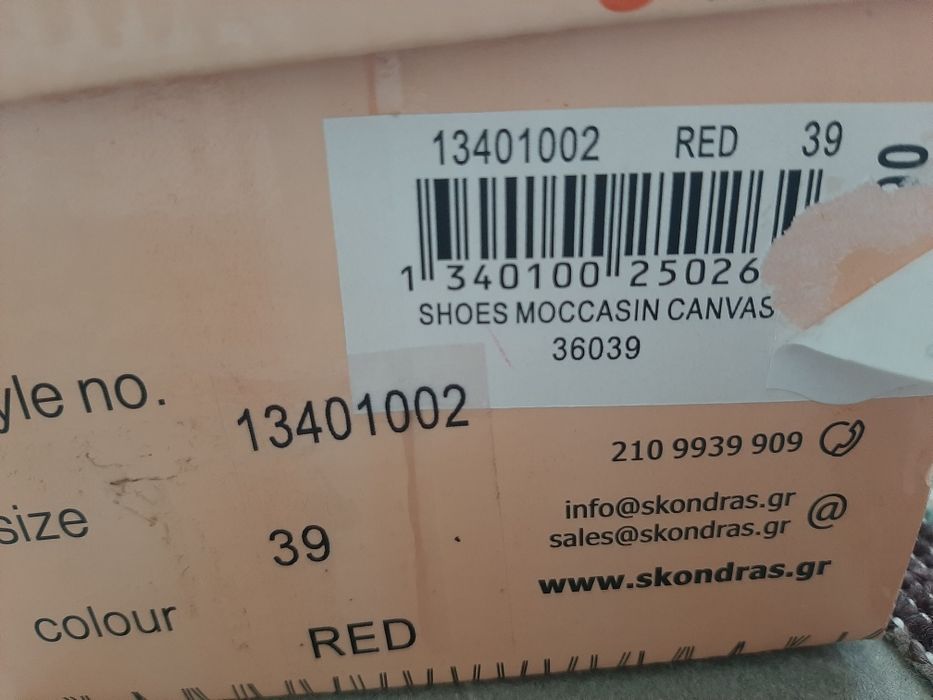 13401002 RED 39
1 340100 25026
SHOES MOCCASIN CANVAS
36039
yle no. 13401002
size 39
colour RED
210 9939 909
info@skondras.gr @
sales@skondras.gr
www.skondras.gr